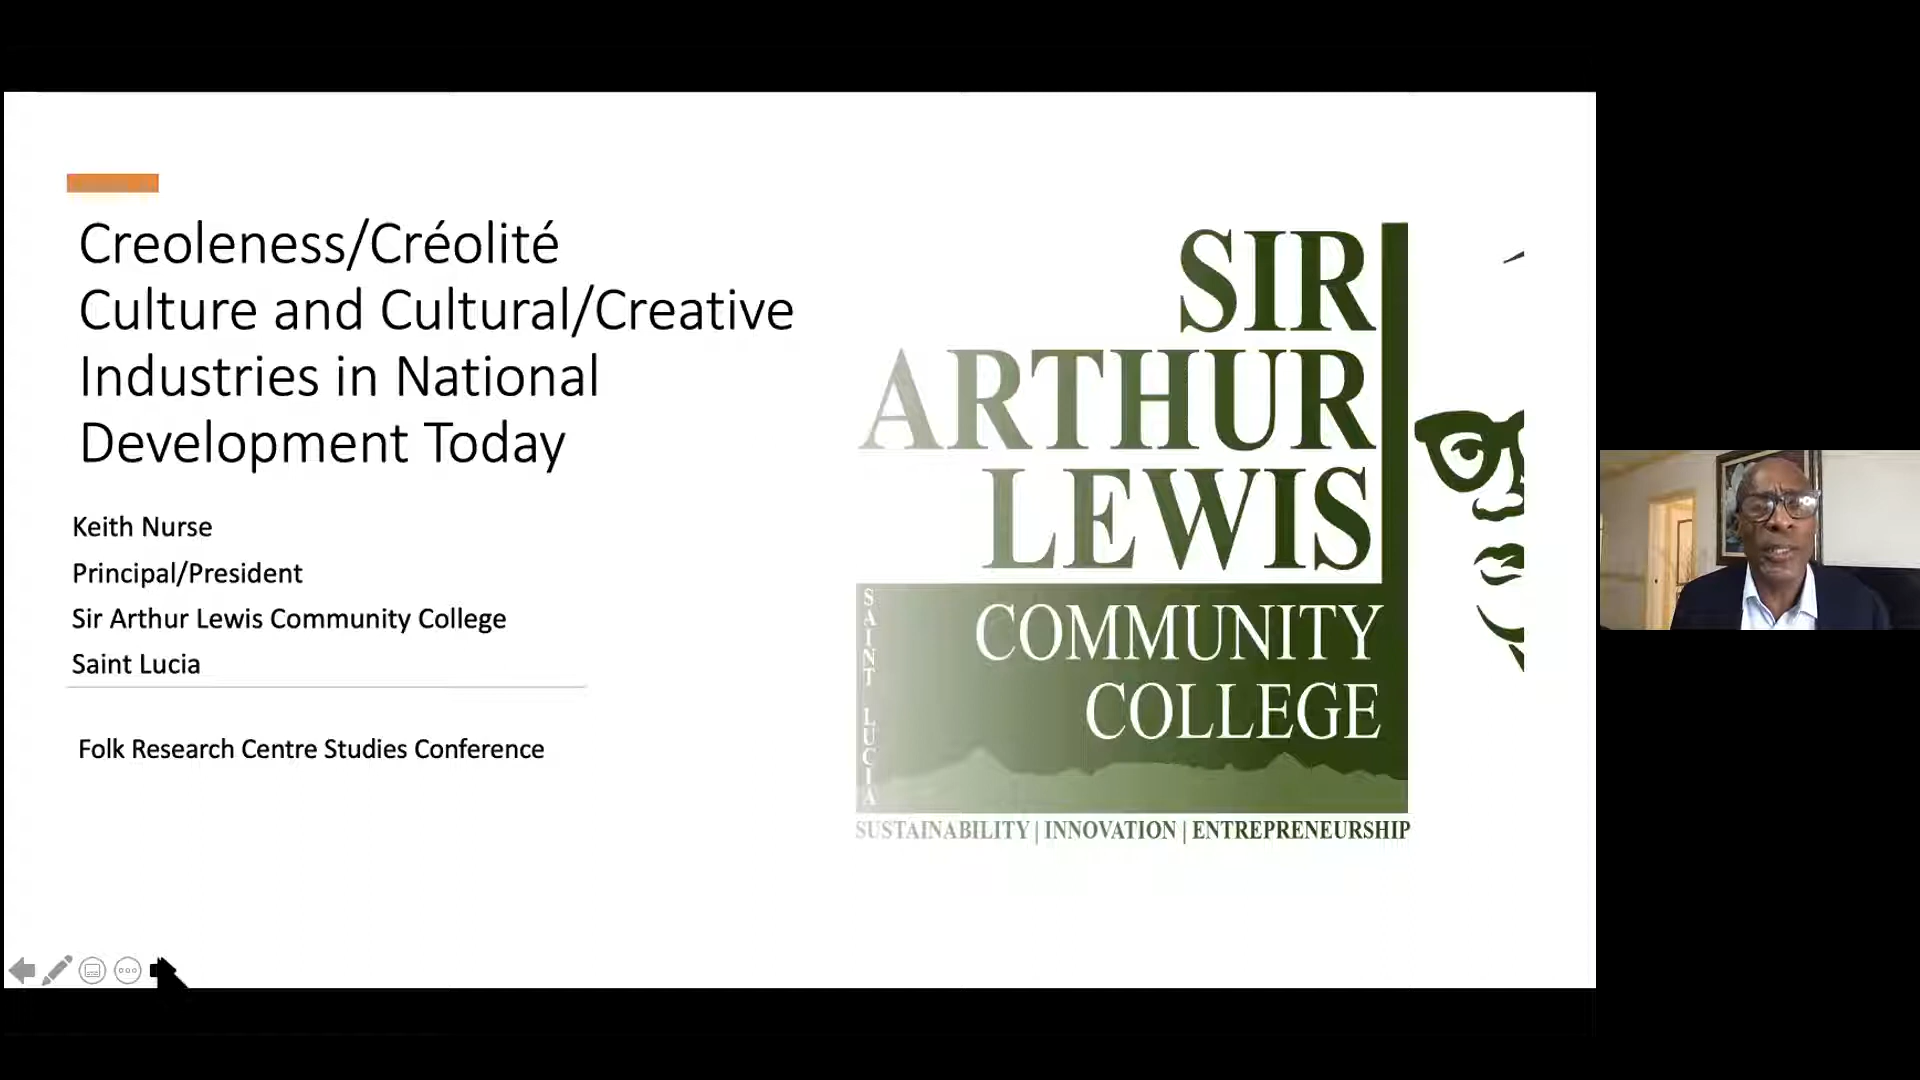 Creoleness/Créolité
Culture and Cultural/Creative
Industries in National
Development Today
Keith Nurse
Principal/President
Sir Arthur Lewis Community College
Saint Lucia
Folk Research Centre Studies Conference
SIR
ARTHUR
LEWIS
SAINT LUCIA
COMMUNITY
COLLEGE
SUSTAINABILITY | INNOVATION | ENTREPRENEURSHIP